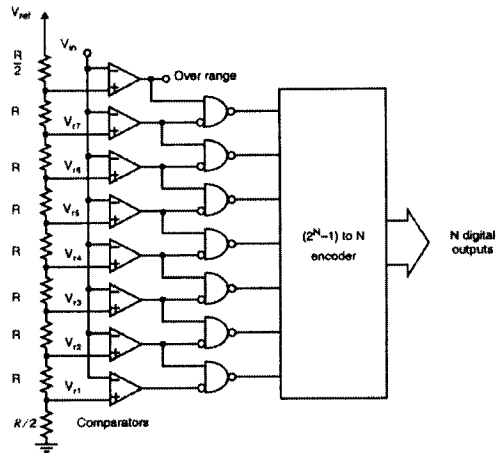 Vref
R
2
Vin
Over range
R
Vr7
R
Vr6
R
Vr5
(2^N−1) to N
encoder
N digital
outputs
R
Vr4
R
Vr3
R
Vr2
R
Vr1
R/2
Comparators